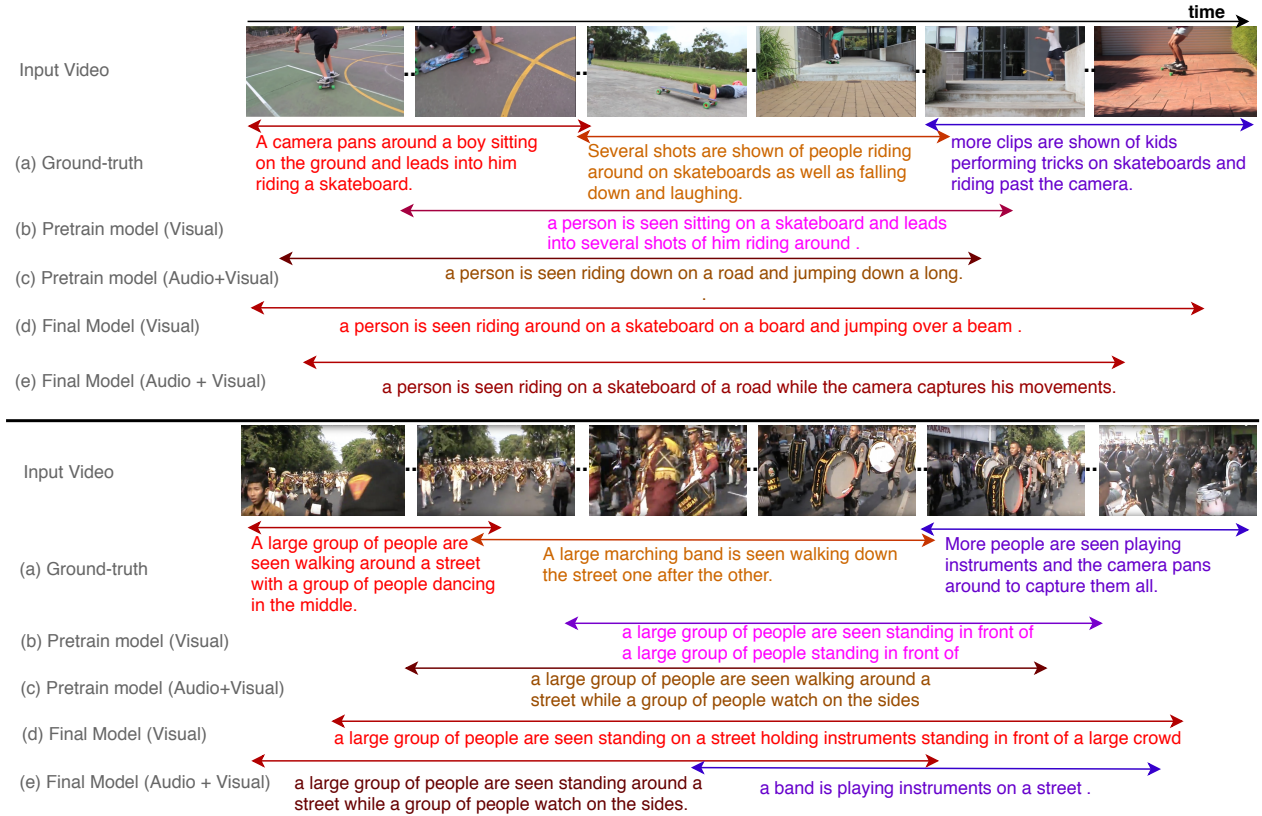 time
Input Video
(a) Ground-truth
A camera pans around a boy sitting
on the ground and leads into him
riding a skateboard.
Several shots are shown of people riding
around on skateboards as well as falling
down and laughing.
more clips are shown of kids
performing tricks on skateboards and
riding past the camera.
(b) Pretrain model (Visual)
a person is seen sitting on a skateboard and leads
into several shots of him riding around .
(c) Pretrain model (Audio+Visual)
a person is seen riding down on a road and jumping down a long.
.
(d) Final Model (Visual)
a person is seen riding around on a skateboard on a board and jumping over a beam .
(e) Final Model (Audio + Visual)
a person is seen riding on a skateboard of a road while the camera captures his movements.
Input Video
(a) Ground-truth
A large group of people are
seen walking around a street
with a group of people dancing
in the middle.
A large marching band is seen walking down
the street one after the other.
More people are seen playing
instruments and the camera pans
around to capture them all.
(b) Pretrain model (Visual)
a large group of people are seen standing in front of
a large group of people standing in front of
(c) Pretrain model (Audio+Visual)
a large group of people are seen walking around a
street while a group of people watch on the sides
(d) Final Model (Visual)
a large group of people are seen standing on a street holding instruments standing in front of a large crowd
(e) Final Model (Audio + Visual)
a large group of people are seen standing around a
street while a group of people watch on the sides.
a band is playing instruments on a street .